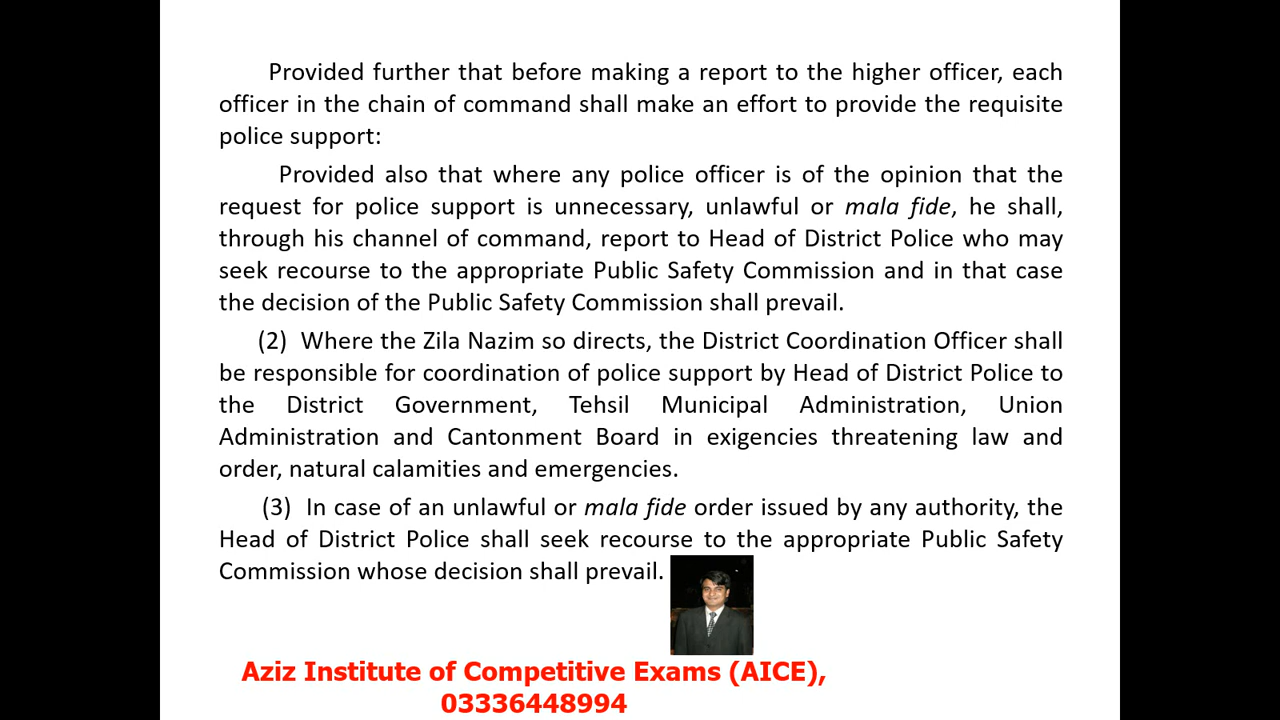 Provided further that before making a report to the higher officer, each
officer in the chain of command shall make an effort to provide the requisite
police support:
Provided also that where any police officer is of the opinion that the
request for police support is unnecessary, unlawful or mala fide, he shall,
through his channel of command, report to Head of District Police who may
seek recourse to the appropriate Public Safety Commission and in that case
the decision of the Public Safety Commission shall prevail.
(2) Where the Zila Nazim so directs, the District Coordination Officer shall
be responsible for coordination of police support by Head of District Police to
the District Government, Tehsil Municipal Administration, Union
Administration and Cantonment Board in exigencies threatening law and
order, natural calamities and emergencies.
(3) In case of an unlawful or mala fide order issued by any authority, the
Head of District Police shall seek recourse to the appropriate Public Safety
Commission whose decision shall prevail.
Aziz Institute of Competitive Exams (AICE),
03336448994